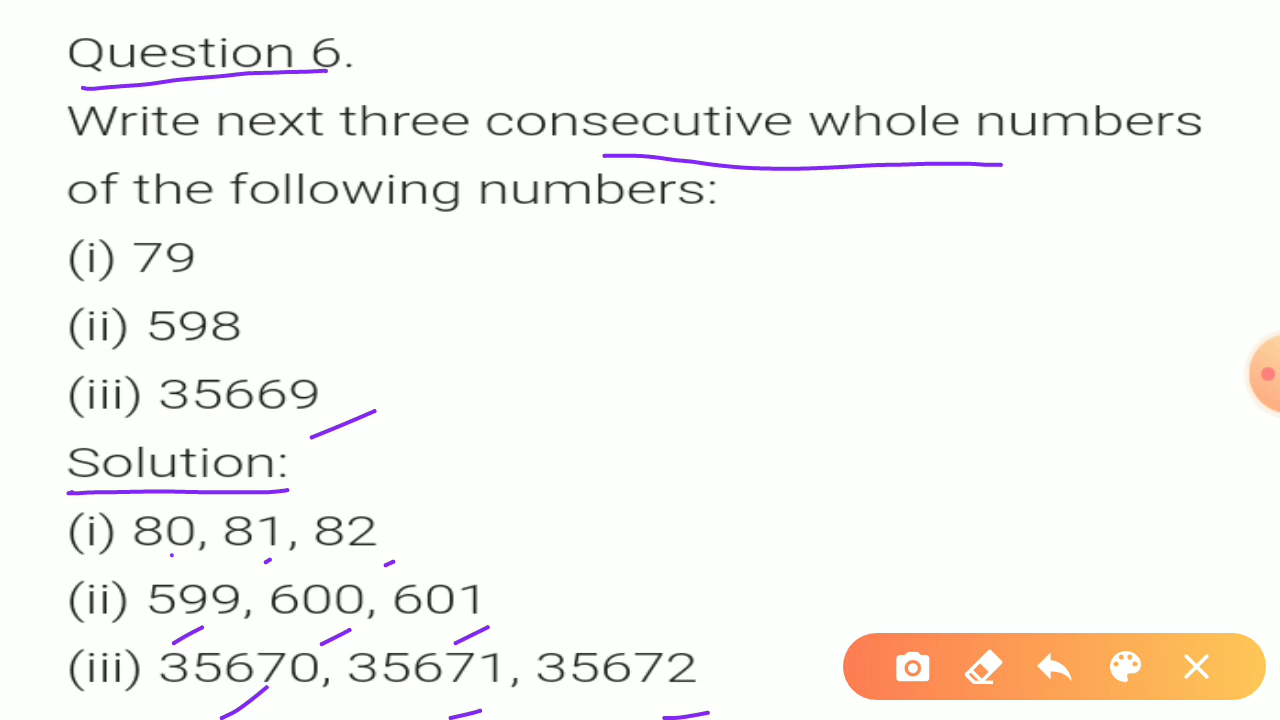 Question 6.
Write next three consecutive whole numbers
of the following numbers:
(i) 79
(ii) 598
(iii) 35669
Solution:
(i) 80, 81, 82
(ii) 599, 600, 601
(iii) 35670, 35671, 35672